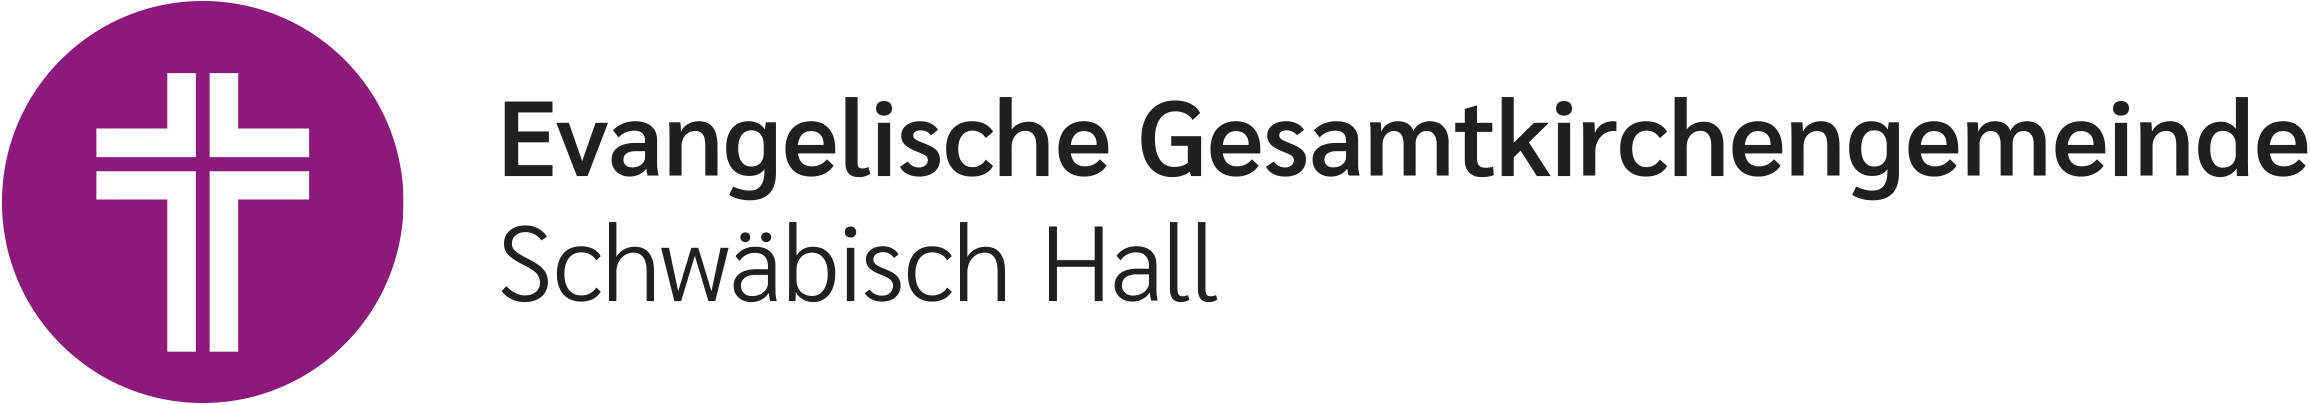 Evangelische Gesamtkirchengemeinde
Schwäbisch Hall